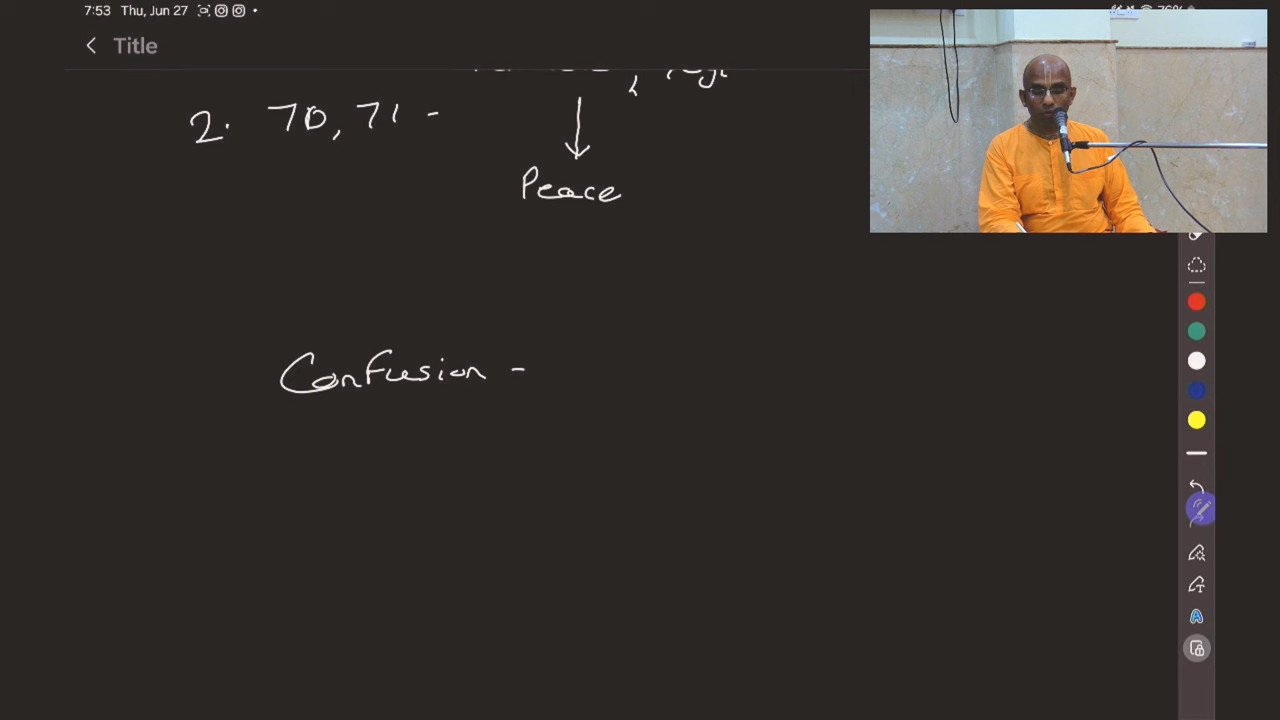 7:53 Thu, Jun 27
Title
2. 70, 71 -
Peace
Confusion -